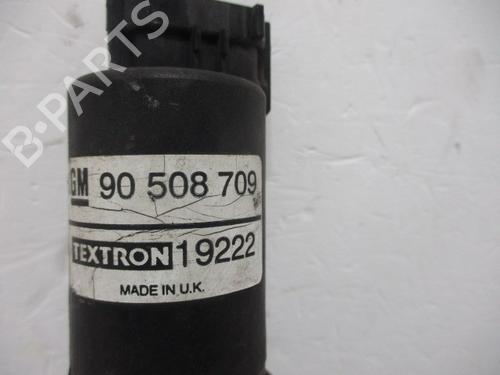 B-PARTS
GM 90 508 709
TEXTRON 19222
MADE IN U.K.